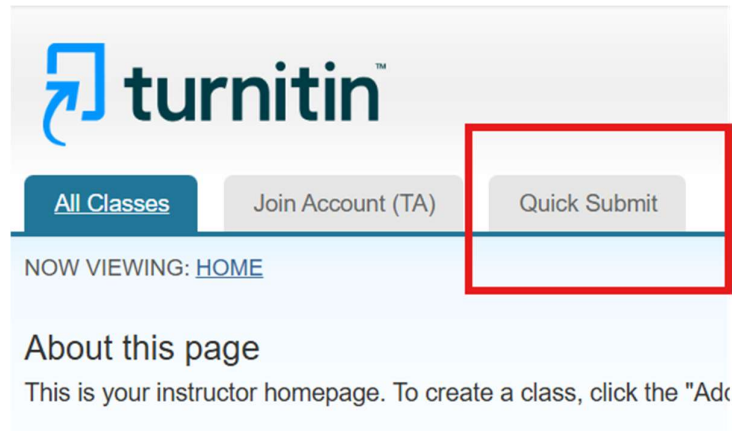 turnitin™
All Classes Join Account (TA) Quick Submit
NOW VIEWING: HOME
About this page
This is your instructor homepage. To create a class, click the "Add